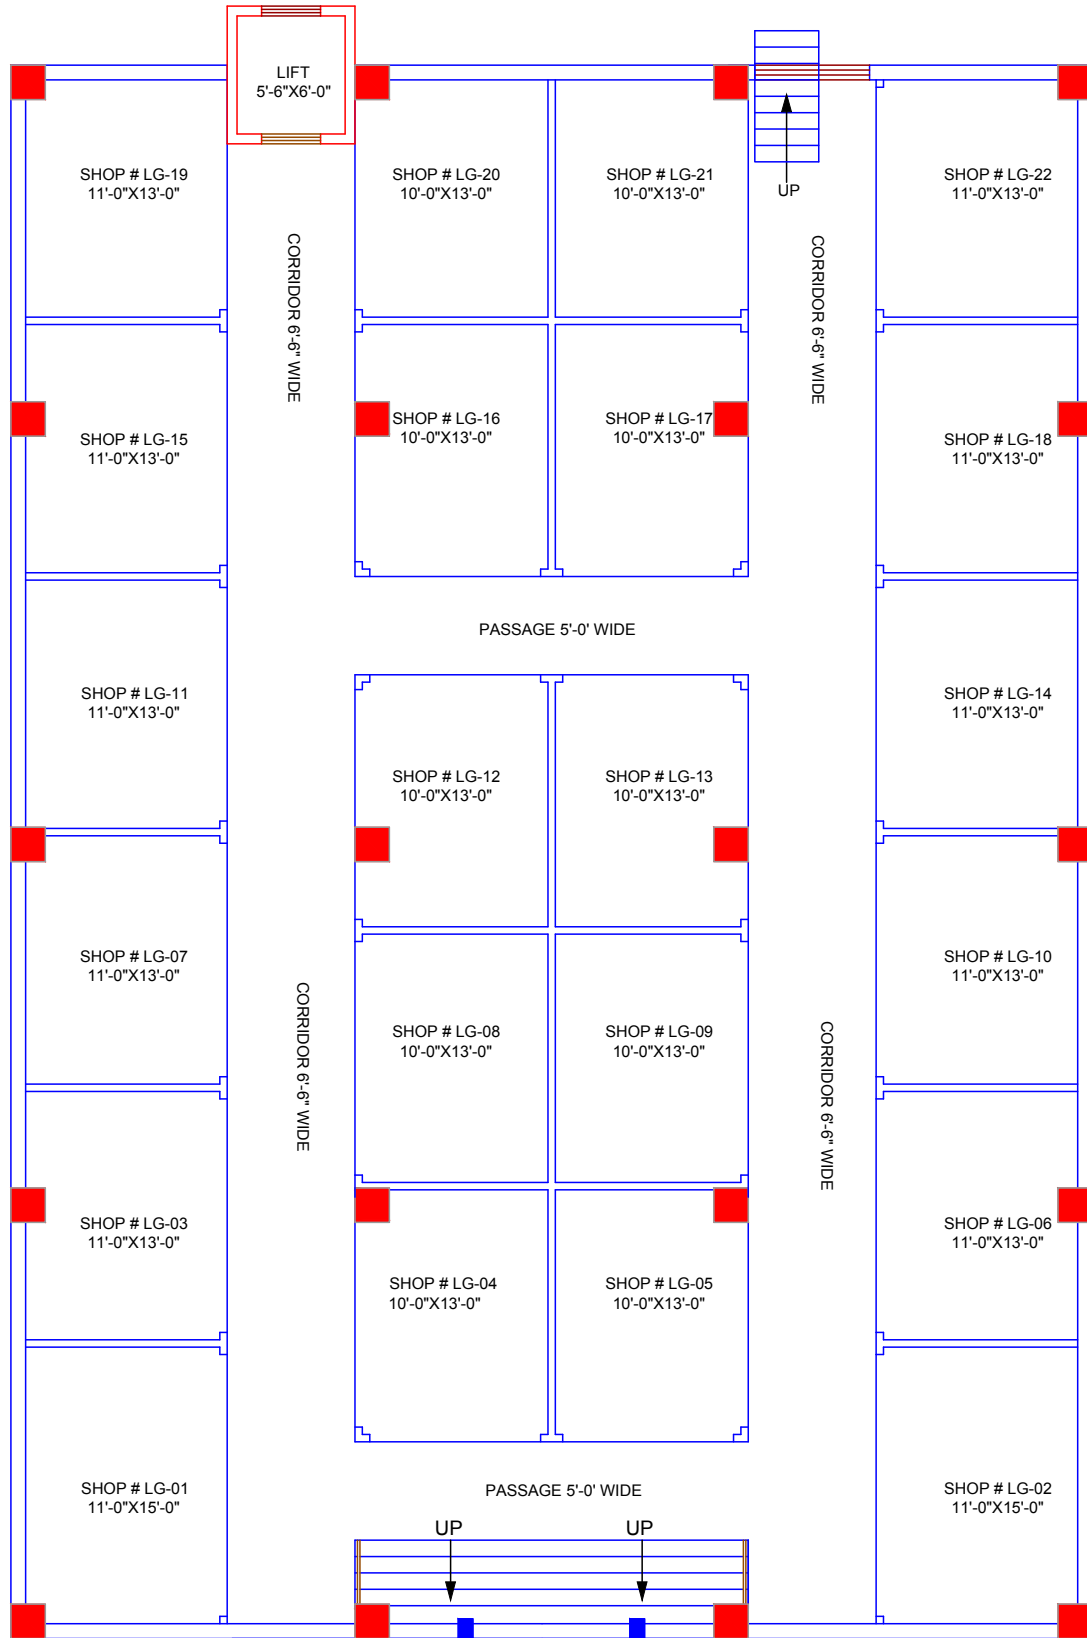 LIFT
5'-6"X6'-0"
SHOP # LG-19
11'-0"X13'-0"
SHOP # LG-20
10'-0"X13'-0"
SHOP # LG-21
10'-0"X13'-0"
UP
SHOP # LG-22
11'-0"X13'-0"
CORRIDOR 6'-6" WIDE
CORRIDOR 6'-6" WIDE
SHOP # LG-15
11'-0"X13'-0"
SHOP # LG-16
10'-0"X13'-0"
SHOP # LG-17
10'-0"X13'-0"
SHOP # LG-18
11'-0"X13'-0"
PASSAGE 5'-0' WIDE
SHOP # LG-11
11'-0"X13'-0"
SHOP # LG-12
10'-0"X13'-0"
SHOP # LG-13
10'-0"X13'-0"
SHOP # LG-14
11'-0"X13'-0"
SHOP # LG-07
11'-0"X13'-0"
SHOP # LG-08
10'-0"X13'-0"
SHOP # LG-09
10'-0"X13'-0"
SHOP # LG-10
11'-0"X13'-0"
CORRIDOR 6'-6" WIDE
CORRIDOR 6'-6" WIDE
SHOP # LG-03
11'-0"X13'-0"
SHOP # LG-04
10'-0"X13'-0"
SHOP # LG-05
10'-0"X13'-0"
SHOP # LG-06
11'-0"X13'-0"
SHOP # LG-01
11'-0"X15'-0"
PASSAGE 5'-0' WIDE
SHOP # LG-02
11'-0"X15'-0"
UP
UP